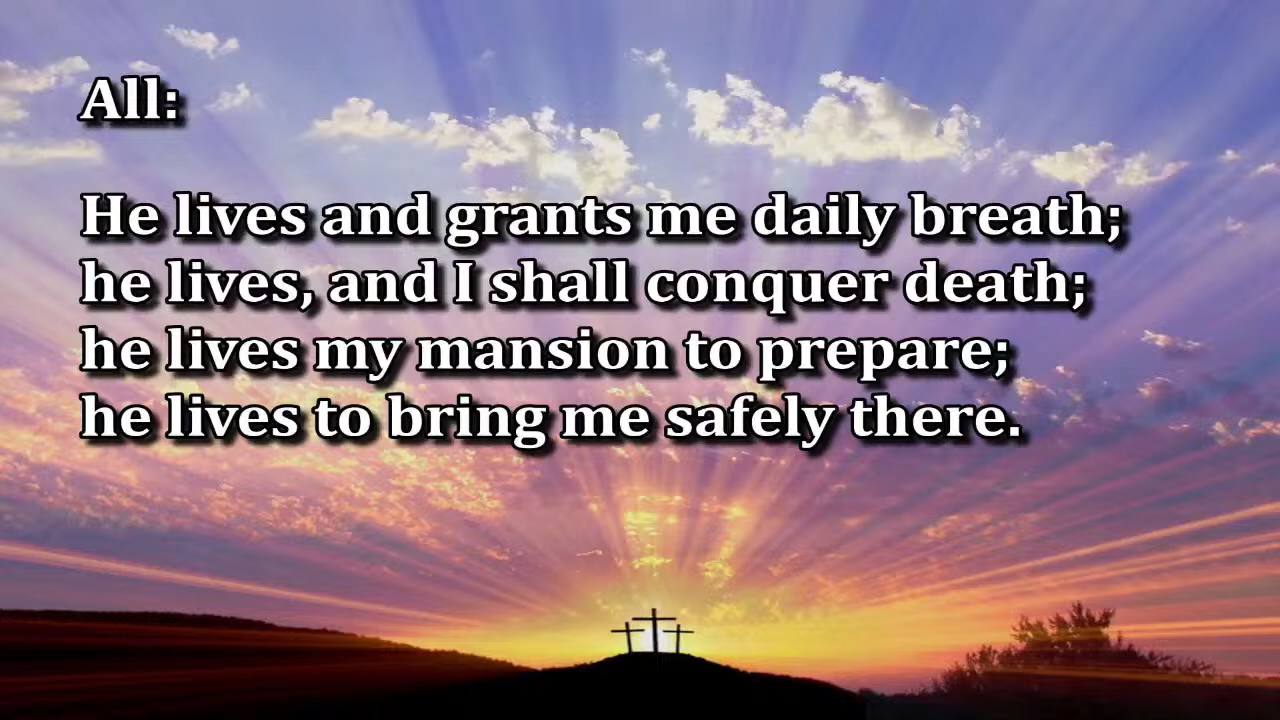 All:
He lives and grants me daily breath;
he lives, and I shall conquer death;
he lives my mansion to prepare;
he lives to bring me safely there.